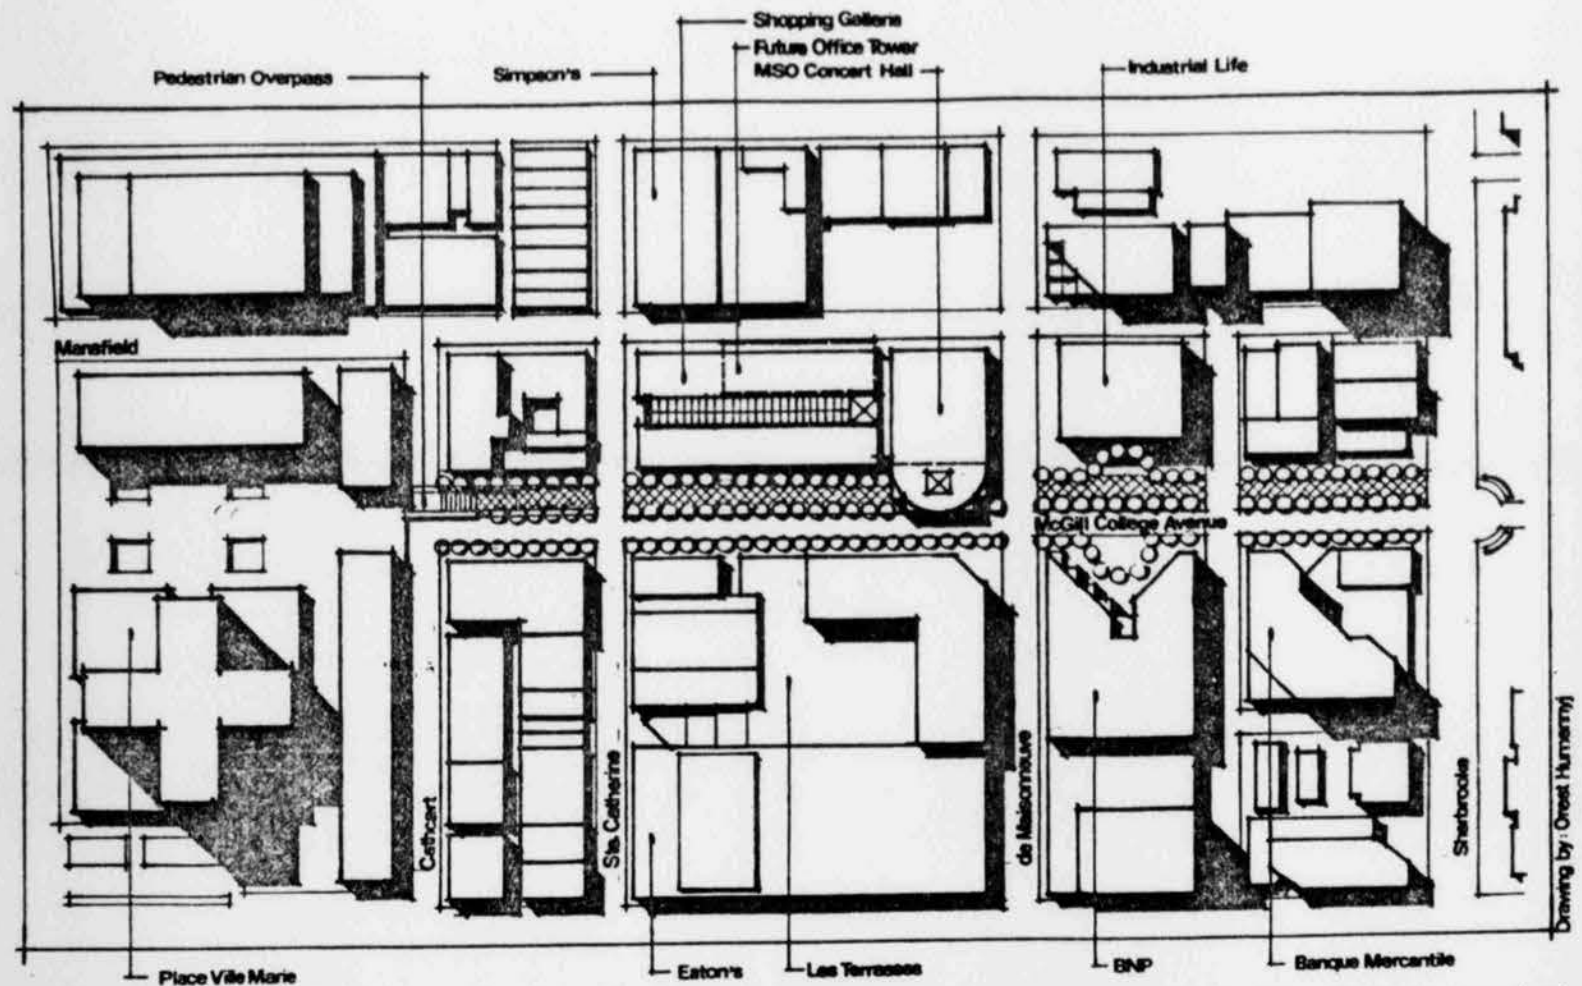 Shopping Galleria
Future Office Tower
MSO Concert Hall
Industrial Life
Simpson's
Pedestrian Overpass
Mansfield
McGill College Avenue
Cathcart
Ste. Catherine
de Maisonneuve
Sherbrooke
Drawing by: Orest Humennyj
Place Ville Marie
Eaton's
Les Terrasses
BNP
Banque Mercantile